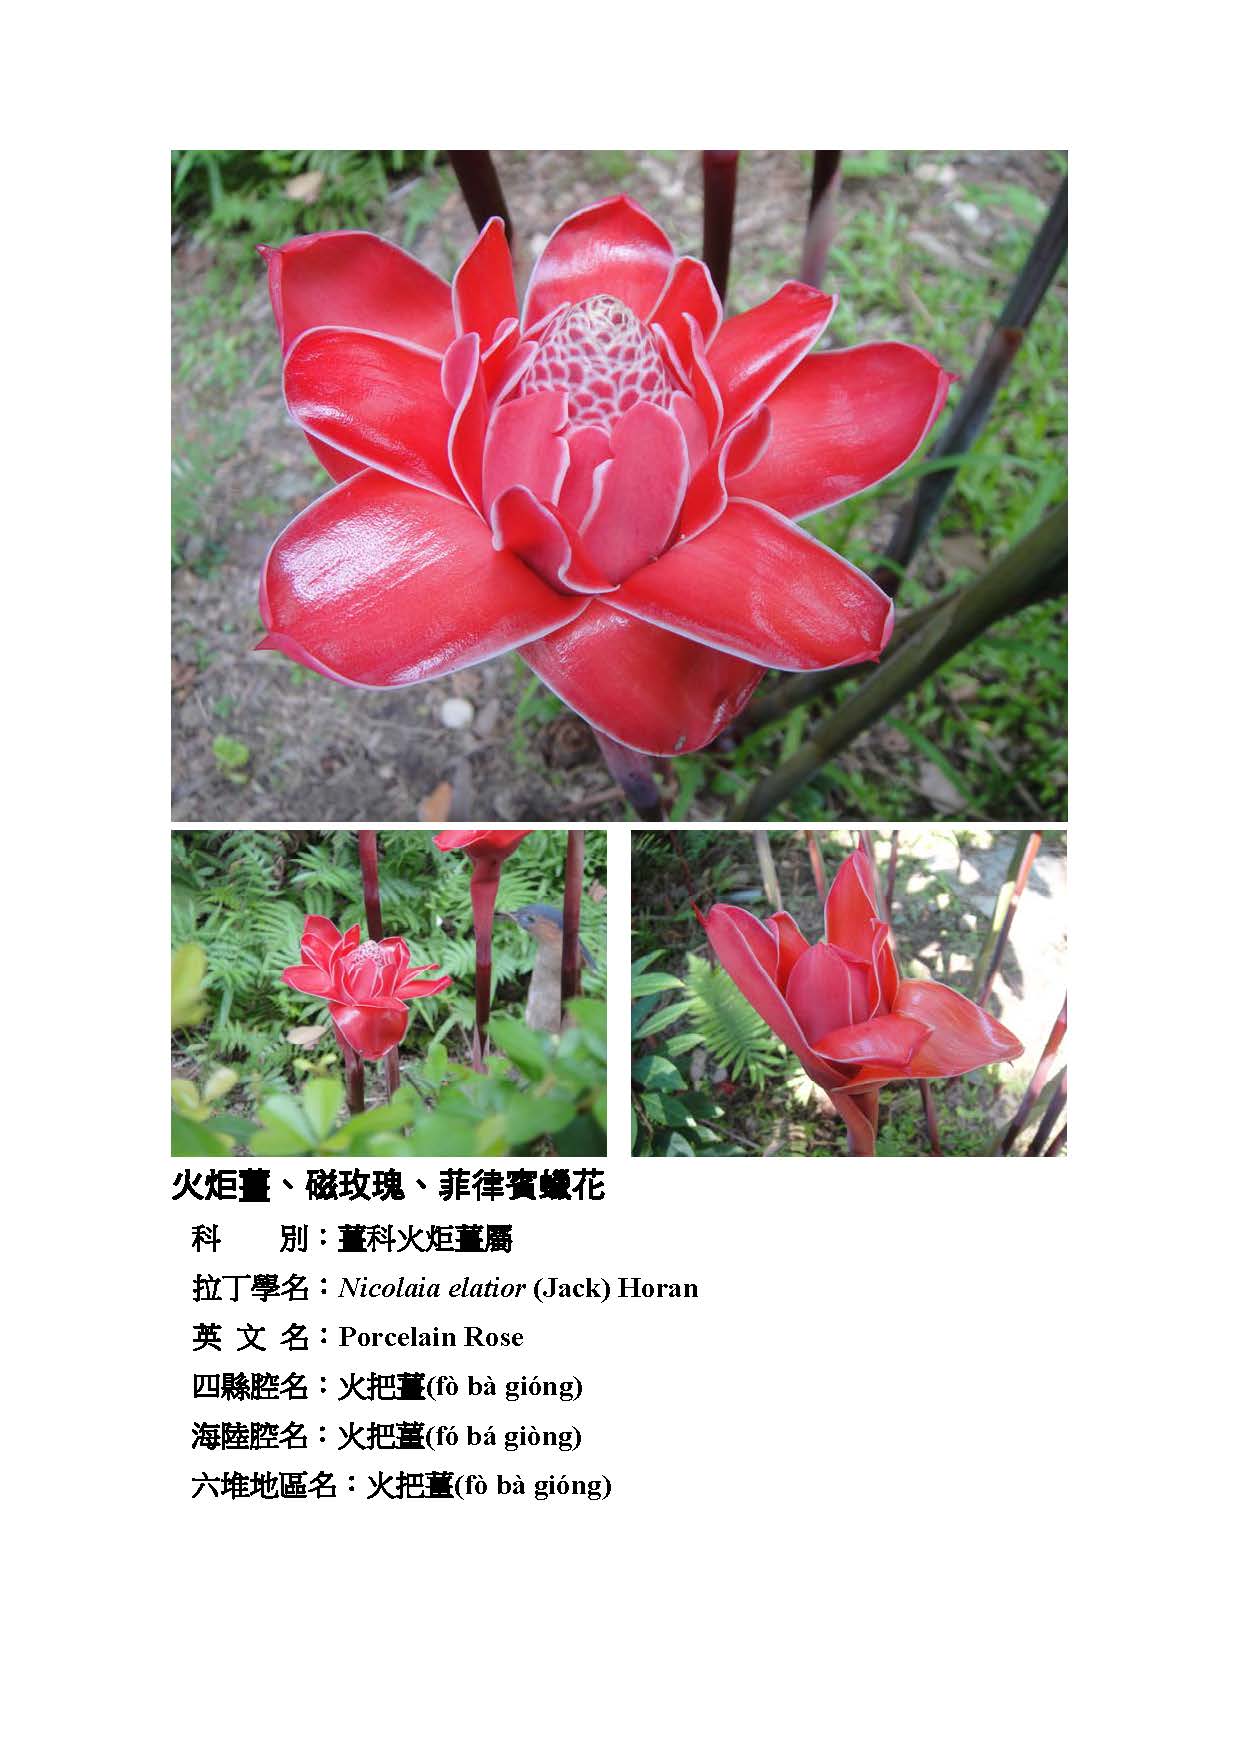 火炬薑、磁玫瑰、菲律賓蠟花
科　　別：薑科火炬薑屬
拉丁學名：Nicolaia elatior (Jack) Horan
英 文 名：Porcelain Rose
四縣腔名：火把薑(fò bà gióng)
海陸腔名：火把薑(fó bá giòng)
六堆地區名：火把薑(fò bà gióng)